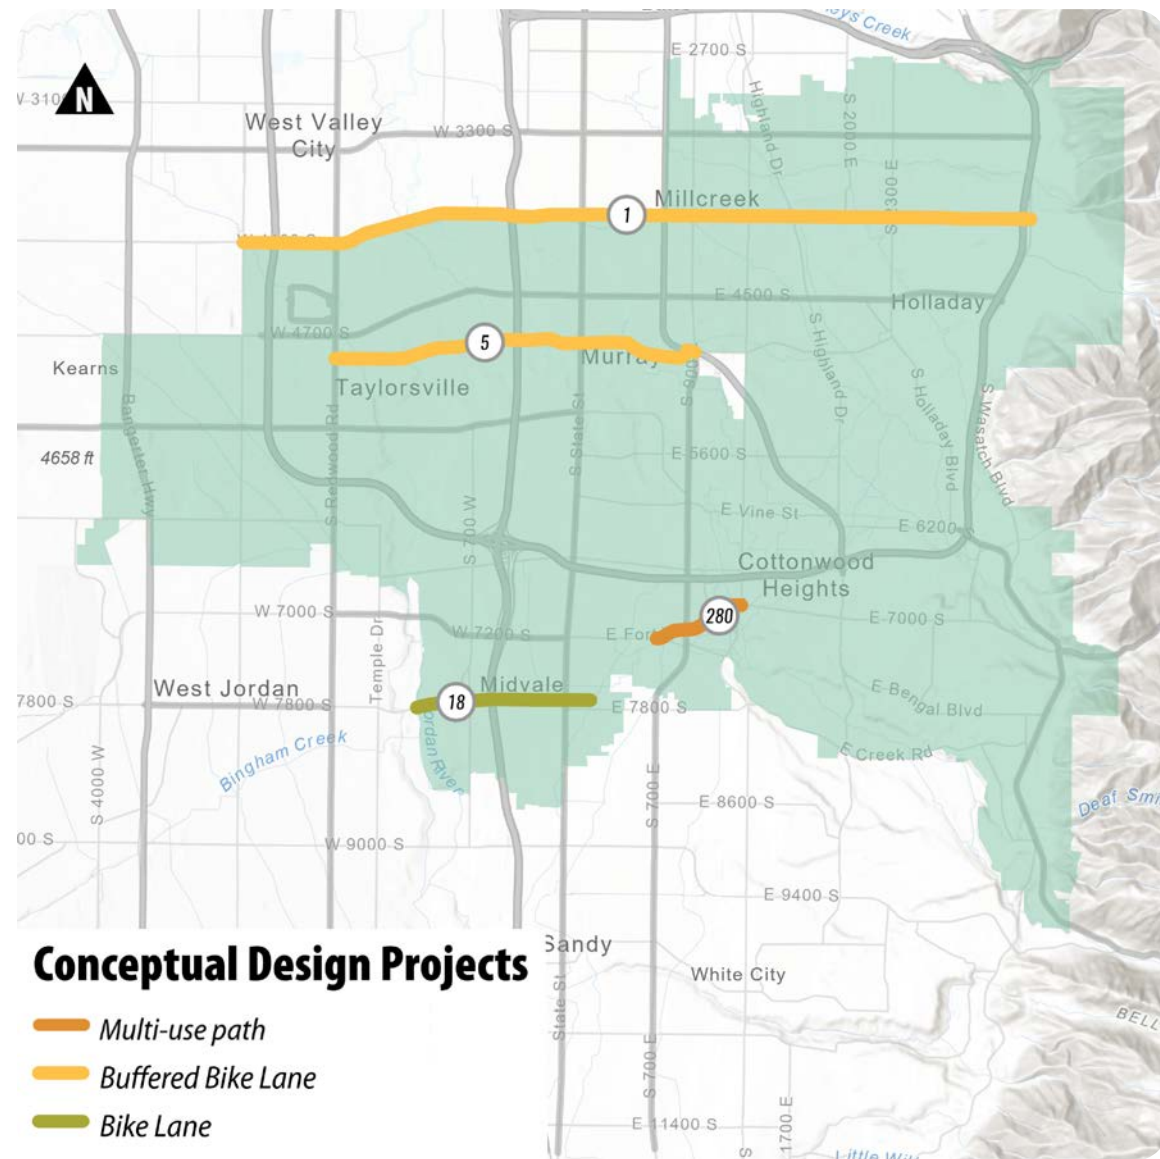 E 2700 S
N
West Valley
City
W 3300 S
Highland Dr
S 2000 E
S 2300 E
Millcreek
1
E 4500 S
Holladay
W 4700 S
5
Murray
Kearns
Taylorsville
S Highland Dr
S Holladay Blvd
S Wasatch Blvd
Bangerter Hwy
S Redwood Rd
S State St
4658 ft
E 5600 S
S 700 W
E Vine St
E 6200 S
Cottonwood
Heights
W 7000 S
280
E 7000 S
W 7200 S
E Fort
Temple Dr
West Jordan
Midvale
7800 S
W 7800 S
18
E 7800 S
E Bengal Blvd
Bingham Creek
Jordan River
E Creek Rd
S 4000 W
S 700 E
E 8600 S
Deaf Smi
00 S
W 9000 S
E 9400 S
Sandy
White City
State St
BELL
S 700 E
E 11400 S
1700 E
S
Conceptual Design Projects
Multi-use path
Buffered Bike Lane
Bike Lane